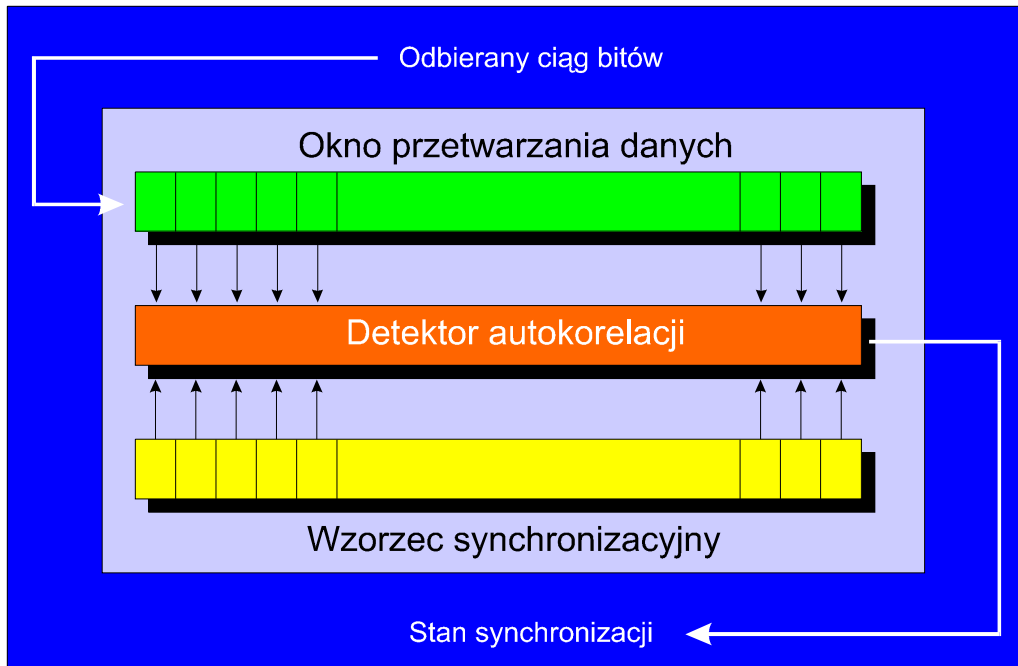 Odbierany ciąg bitów
Okno przetwarzania danych
Detektor autokorelacji
Wzorzec synchronizacyjny
Stan synchronizacji